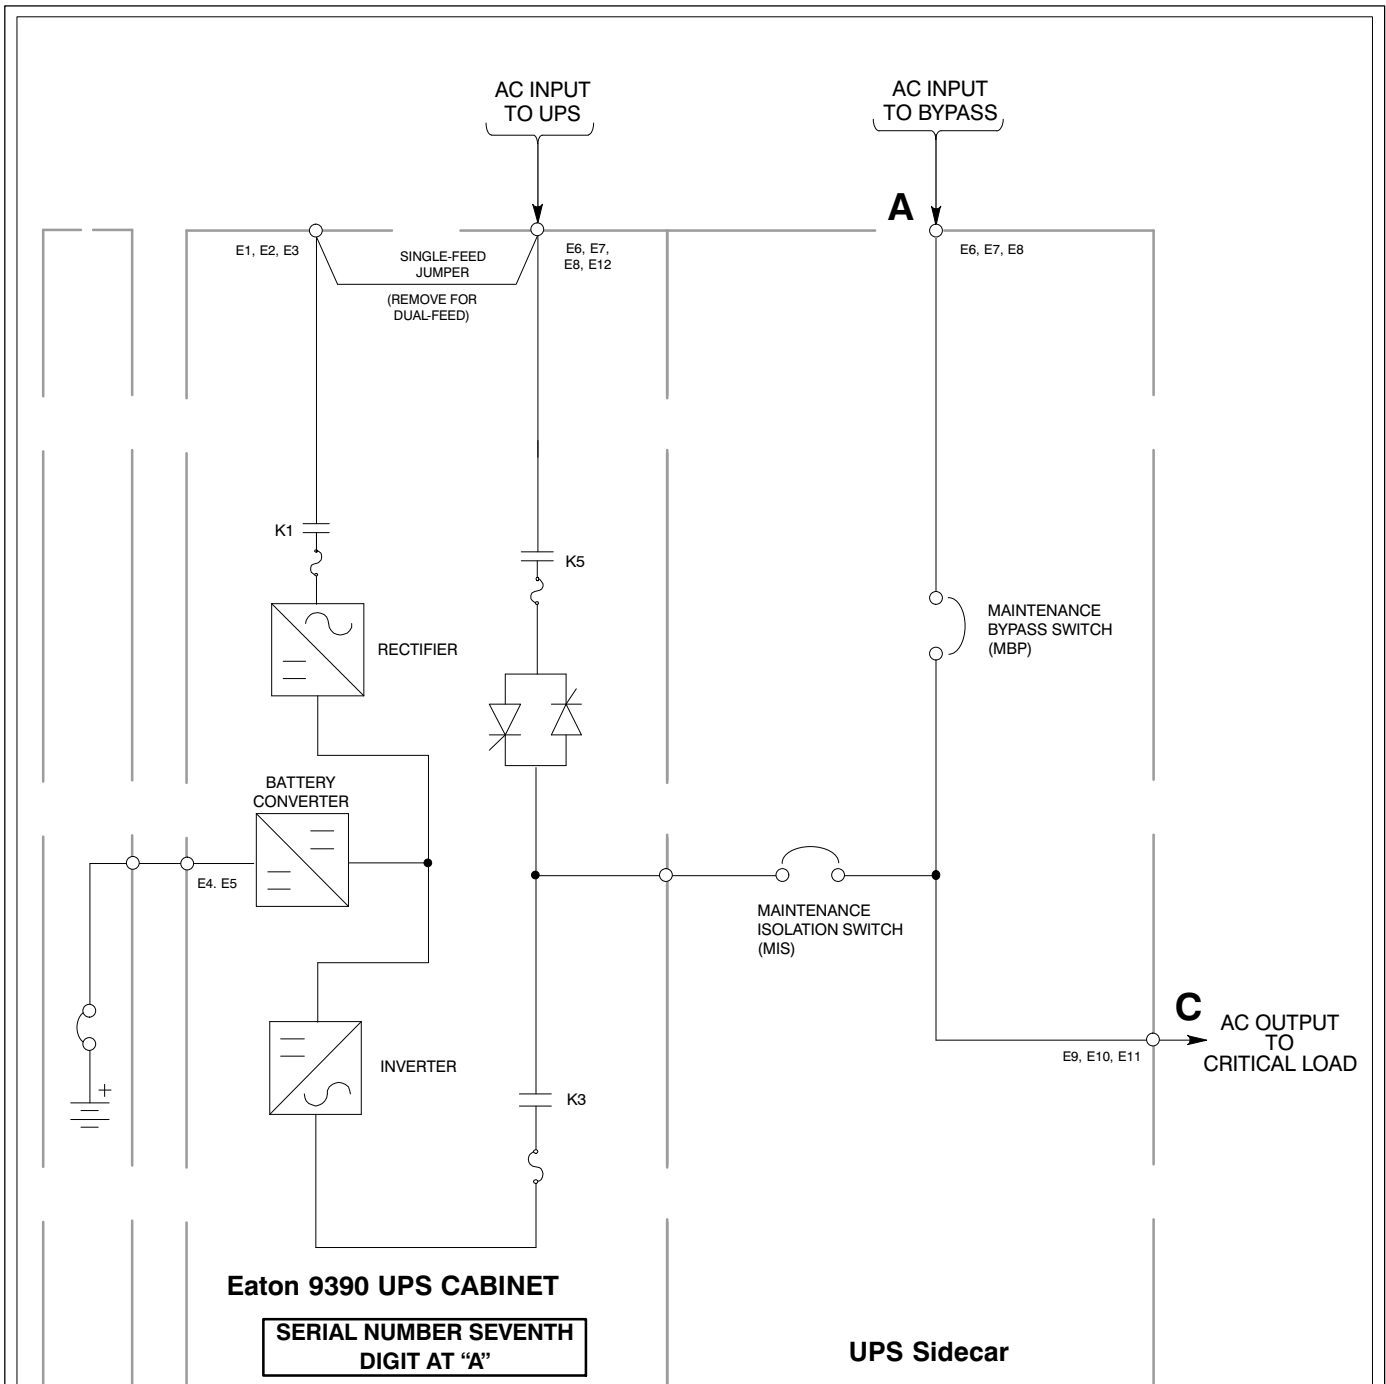 AC INPUT
TO UPS
AC INPUT
TO BYPASS
A
E1, E2, E3
SINGLE-FEED
JUMPER
(REMOVE FOR
DUAL-FEED)
E6, E7,
E8, E12
E6, E7, E8
K1
K5
RECTIFIER
MAINTENANCE
BYPASS SWITCH
(MBP)
BATTERY
CONVERTER
E4. E5
MAINTENANCE
ISOLATION SWITCH
(MIS)
C
AC OUTPUT
TO
CRITICAL LOAD
E9, E10, E11
INVERTER
+
K3
Eaton 9390 UPS CABINET
SERIAL NUMBER SEVENTH
DIGIT AT “A”
UPS Sidecar